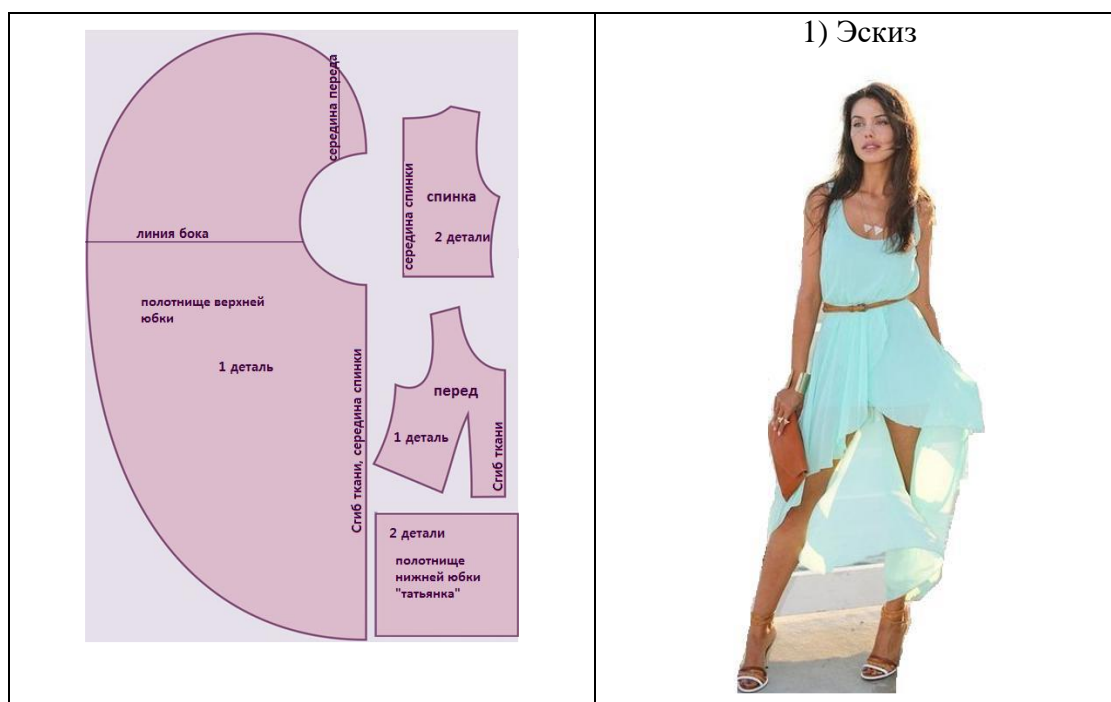 середина переда
линия бока
полотнище верхней
юбки
1 деталь
Сгиб ткани, середина спинки
середина спинки
спинка
2 детали
перед
1 деталь
Сгиб ткани
2 детали
полотнище
нижней юбки
"татьянка"
1) Эскиз